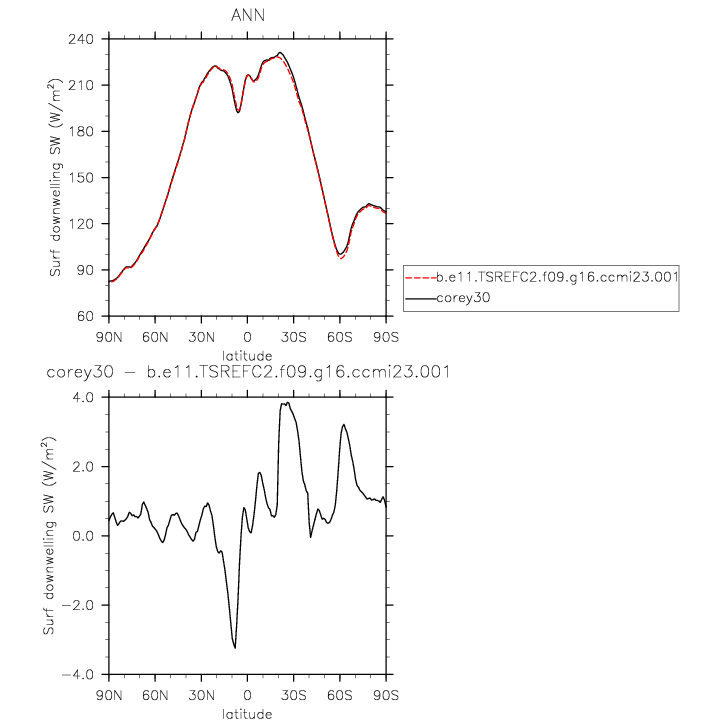 ANN
240
210
180
150
120
90
60
Surf downwelling SW (W/m²)
90N 60N 30N 0 30S 60S 90S
latitude
b.e11.TSREFC2.f09.g16.ccmi23.001
corey30
corey30 − b.e11.TSREFC2.f09.g16.ccmi23.001
4.0
2.0
0.0
−2.0
−4.0
Surf downwelling SW (W/m²)
90N 60N 30N 0 30S 60S 90S
latitude